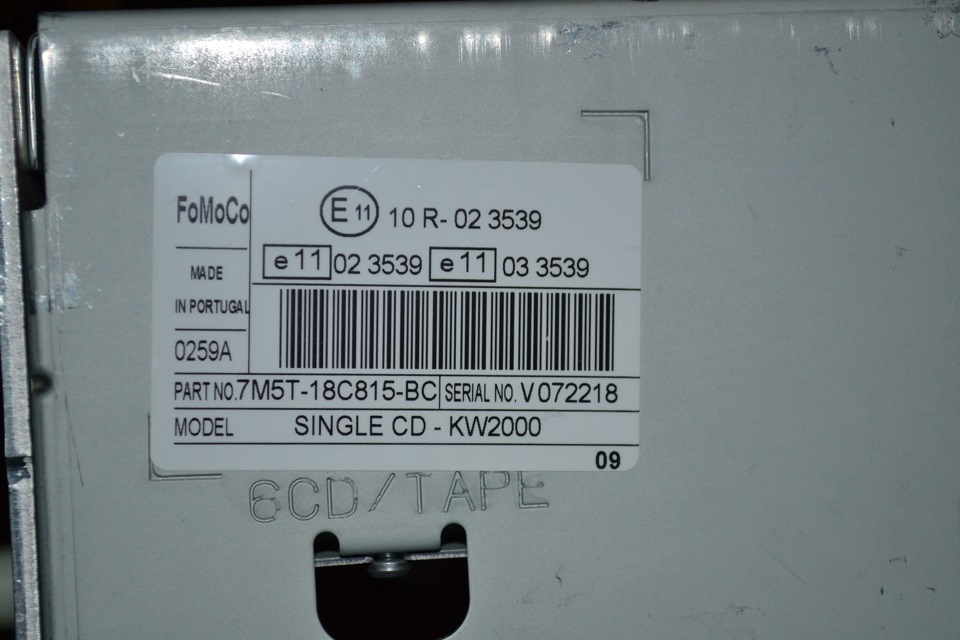 FoMoCo
E 11 10 R- 02 3539
e 11 02 3539 e 11 03 3539
MADE
IN PORTUGAL
0259A
PART NO. 7M5T-18C815-BC SERIAL NO. V 072218
MODEL SINGLE CD - KW2000
09
6CD/TAPE